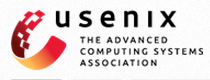 usenix
THE ADVANCED
COMPUTING SYSTEMS
ASSOCIATION